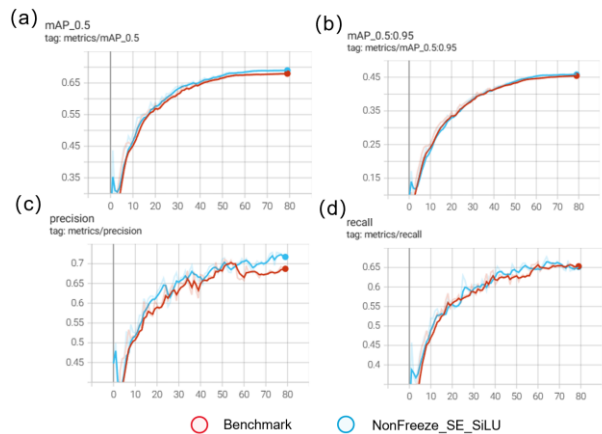 (a)
mAP_0.5
tag: metrics/mAP_0.5
0.65
0.55
0.45
0.35
0 10 20 30 40 50 60 70 80
(b)
mAP_0.5:0.95
tag: metrics/mAP_0.5:0.95
0.45
0.35
0.25
0.15
0 10 20 30 40 50 60 70 80
(c)
precision
tag: metrics/precision
0.7
0.65
0.6
0.55
0.5
0.45
0 10 20 30 40 50 60 70 80
(d)
recall
tag: metrics/recall
0.65
0.6
0.55
0.5
0.45
0.4
0 10 20 30 40 50 60 70 80
Benchmark
NonFreeze_SE_SiLU